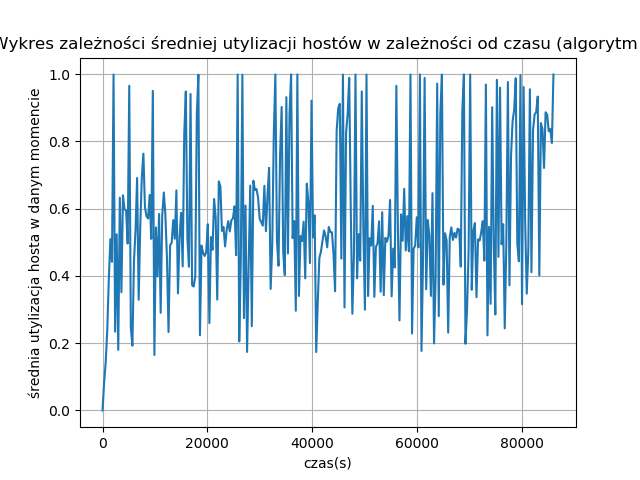 Wykres zależności średniej utylizacji hostów w zależności od czasu (algorytm
1.0
0.8
0.6
0.4
0.2
0.0
średnia utylizacja hosta w danym momencie
0 20000 40000 60000 80000
czas(s)